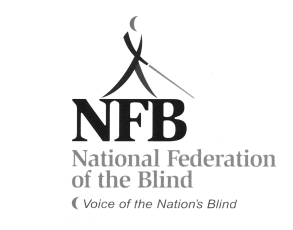 NFB
National Federation
of the Blind
Voice of the Nation's Blind